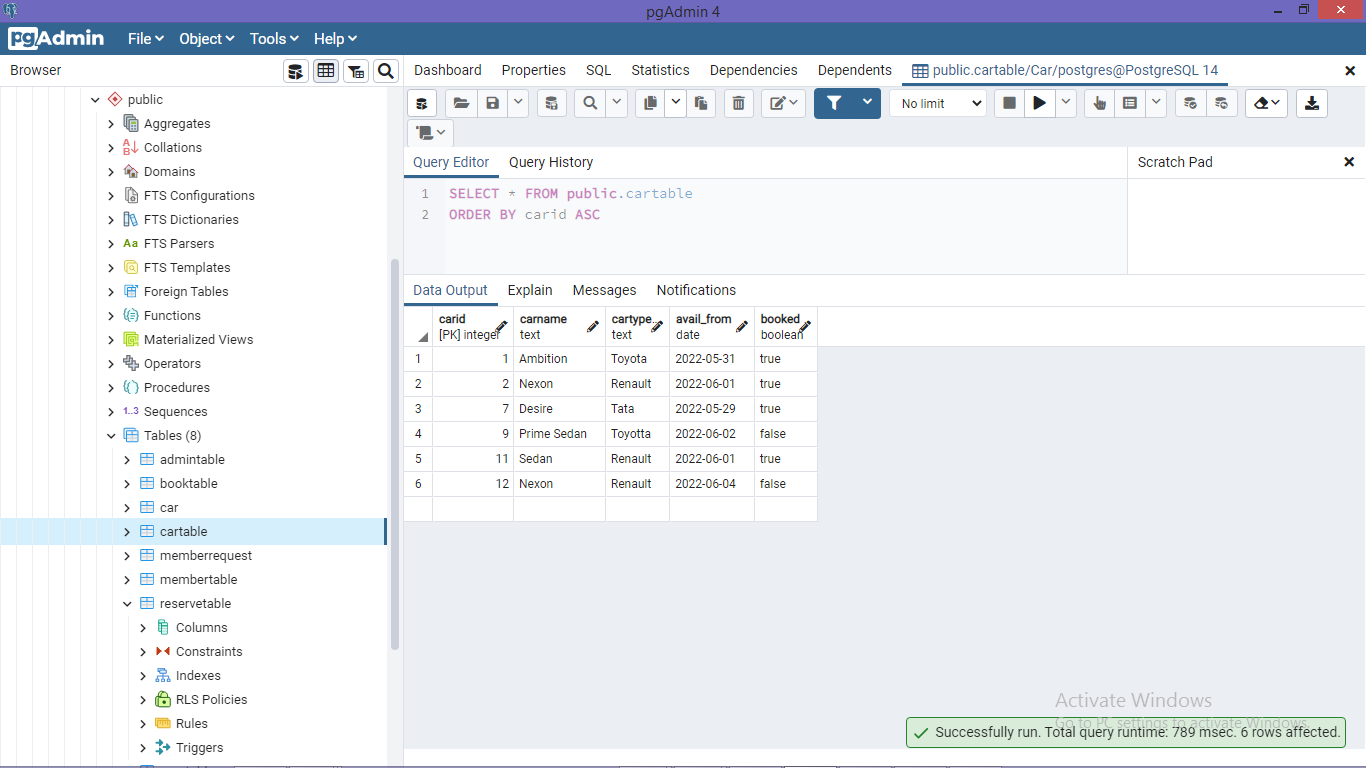 pgAdmin 4
pgAdmin File Object Tools Help
Browser
Dashboard Properties SQL Statistics Dependencies Dependents public.cartable/Car/postgres@PostgreSQL 14
No limit
public
Aggregates
Collations
Domains
FTS Configurations
FTS Dictionaries
Aa FTS Parsers
FTS Templates
Foreign Tables
Functions
Materialized Views
Operators
Procedures
1..3 Sequences
Tables (8)
admintable
booktable
car
cartable
memberrequest
membertable
reservetable
Columns
Constraints
Indexes
RLS Policies
Rules
Triggers
Query Editor Query History
Scratch Pad
1 SELECT * FROM public.cartable
2 ORDER BY carid ASC
Data Output Explain Messages Notifications
carid carname cartype... avail_from booked
[PK] integer text text date boolean
1 1 Ambition Toyota 2022-05-31 true
2 2 Nexon Renault 2022-06-01 true
3 7 Desire Tata 2022-05-29 true
4 9 Prime Sedan Toyotta 2022-06-02 false
5 11 Sedan Renault 2022-06-01 true
6 12 Nexon Renault 2022-06-04 false
Activate Windows
Go to PC settings to activate Windows.
Successfully run. Total query runtime: 789 msec. 6 rows affected.